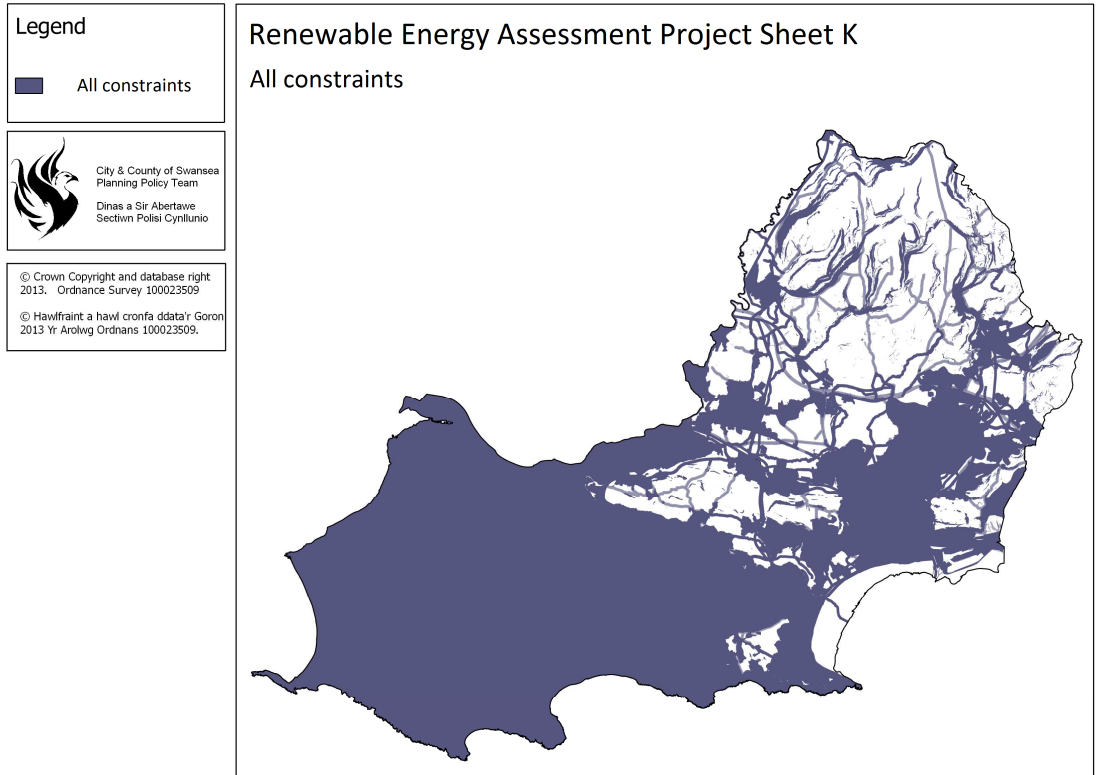 Legend
All constraints
City & County of Swansea
Planning Policy Team
Dinas a Sir Abertawe
Sectiwn Polisi Cynllunio
© Crown Copyright and database right
2013. Ordnance Survey 100023509
© Hawlfraint a hawl cronfa ddata'r Goron
2013 Yr Arolwg Ordnans 100023509.
Renewable Energy Assessment Project Sheet K
All constraints